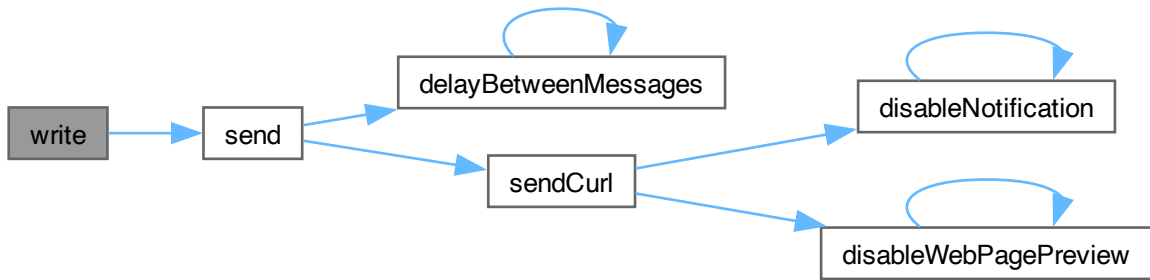 write
send
delayBetweenMessages
sendCurl
disableNotification
disableWebPagePreview